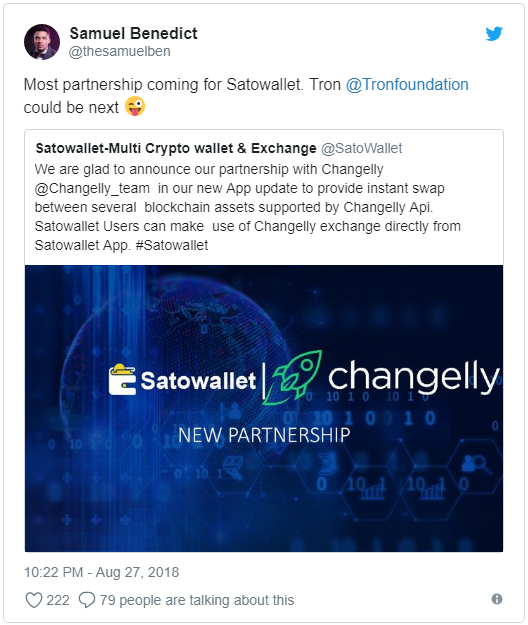 Samuel Benedict
@thesamuelben
Most partnership coming for Satowallet. Tron @Tronfoundation
could be next 😜
Satowallet-Multi Crypto wallet & Exchange @SatoWallet
We are glad to announce our partnership with Changelly
@Changelly_team in our new App update to provide instant swap
between several blockchain assets supported by Changelly Api.
Satowallet Users can make use of Changelly exchange directly from
Satowallet App. #Satowallet
Satowallet | changelly
NEW PARTNERSHIP
10:22 PM - Aug 27, 2018
222 79 people are talking about this